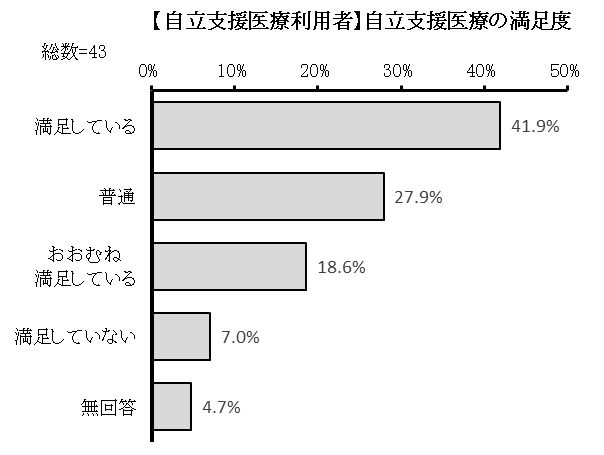 【自立支援医療利用者】自立支援医療の満足度
総数=43
0% 10% 20% 30% 40% 50%
満足している 41.9%
普通 27.9%
おおむね
満足している 18.6%
満足していない 7.0%
無回答 4.7%